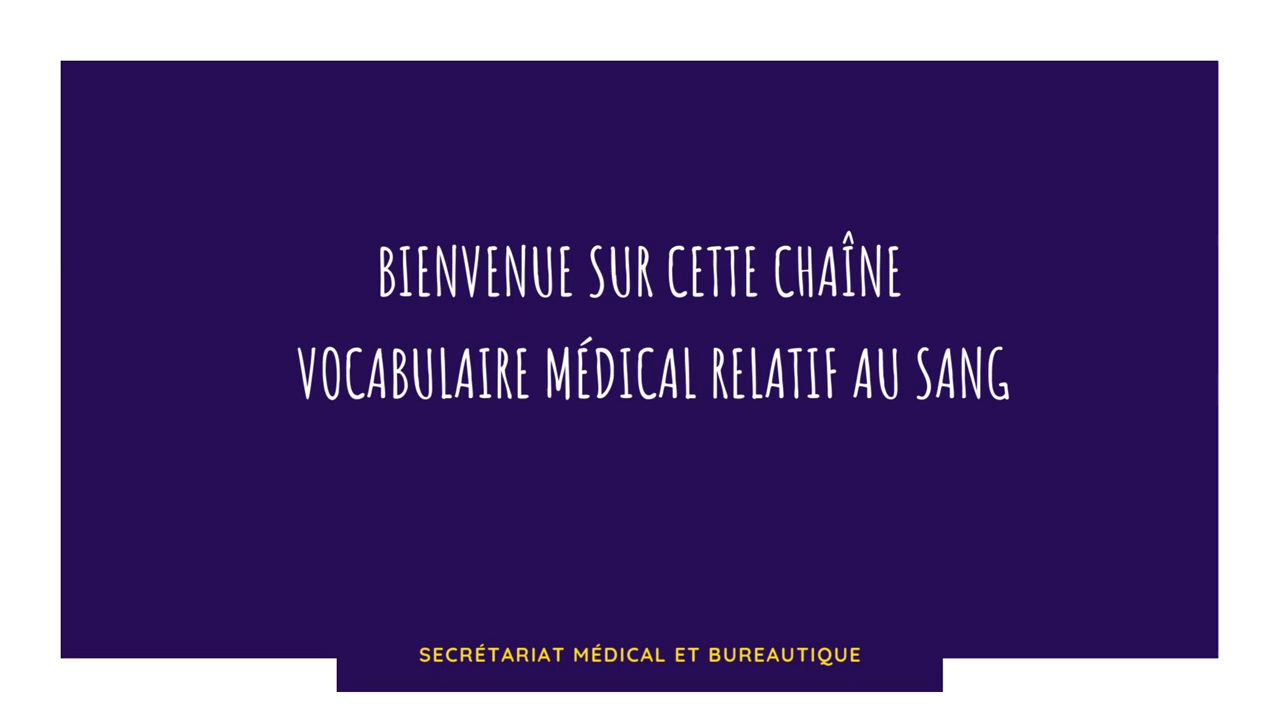 BIENVENUE SUR CETTE CHAÎNE
VOCABULAIRE MÉDICAL RELATIF AU SANG
SECRÉTARIAT MÉDICAL ET BUREAUTIQUE